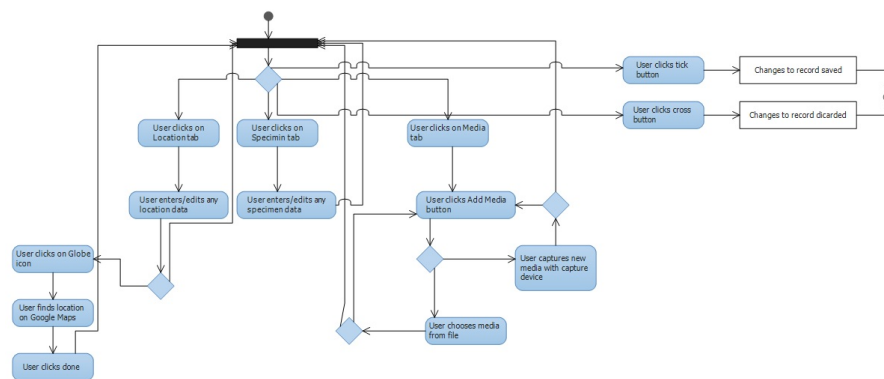 User clicks tick
button
Changes to record saved
User clicks cross
button
Changes to record dicarded
User clicks on
Location tab
User clicks on
Specimin tab
User clicks on Media
tab
User enters/edits any
location data
User enters/edits any
specimen data
User clicks Add Media
button
User clicks on Globe
icon
User captures new
media with capture
device
User finds location
on Google Maps
User chooses media
from file
User clicks done